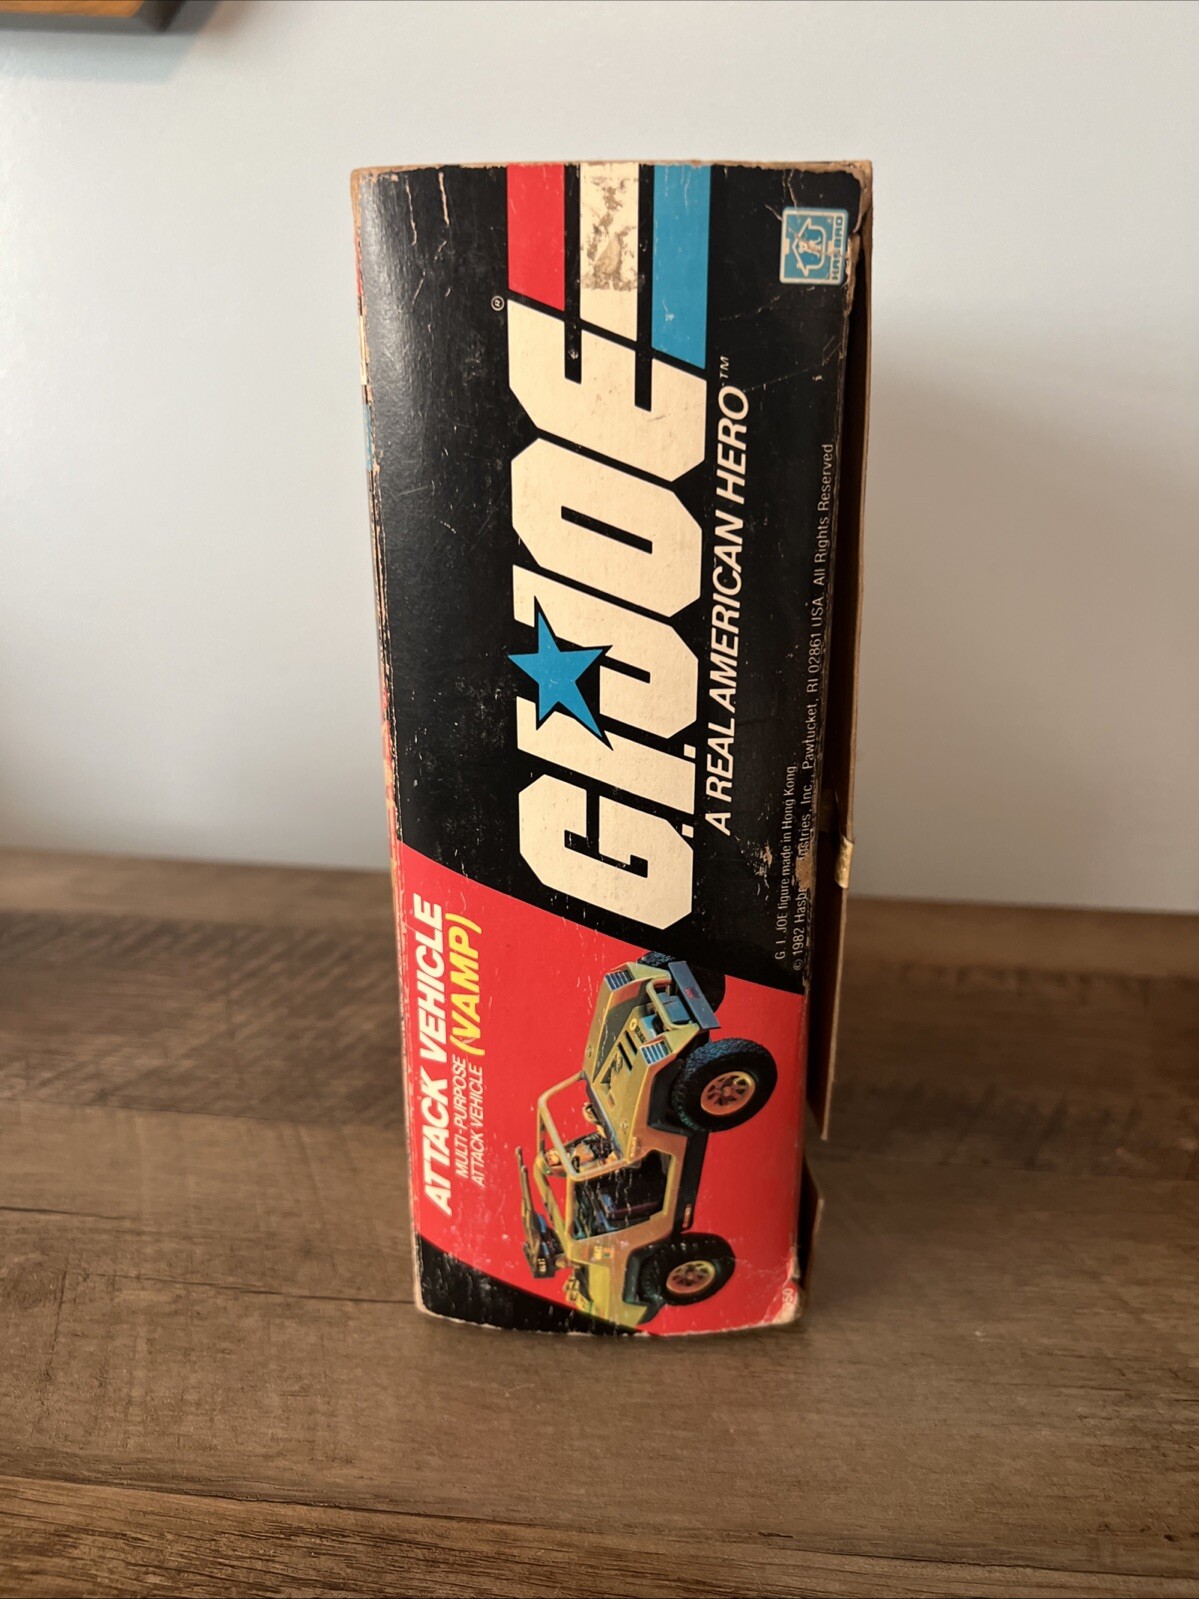 HASBRO
®
G.I. JOE
A REAL AMERICAN HERO™
G.I. JOE figure made in Hong Kong.
© 1982 Industries, Inc., Pawtucket, RI 02861 USA. All Rights Reserved
ATTACK VEHICLE
MULTI-PURPOSE
ATTACK VEHICLE (VAMP)